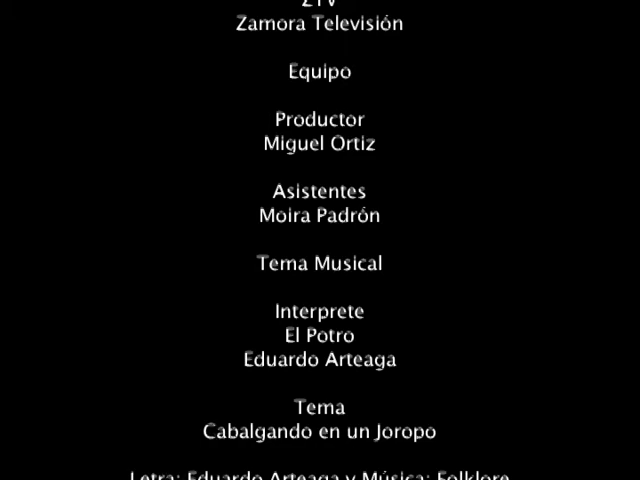 ZTV
Zamora Televisión
Equipo
Productor
Miguel Ortiz
Asistentes
Moira Padrón
Tema Musical
Interprete
El Potro
Eduardo Arteaga
Tema
Cabalgando en un Joropo
Letra: Eduardo Arteaga y Música: Folklore